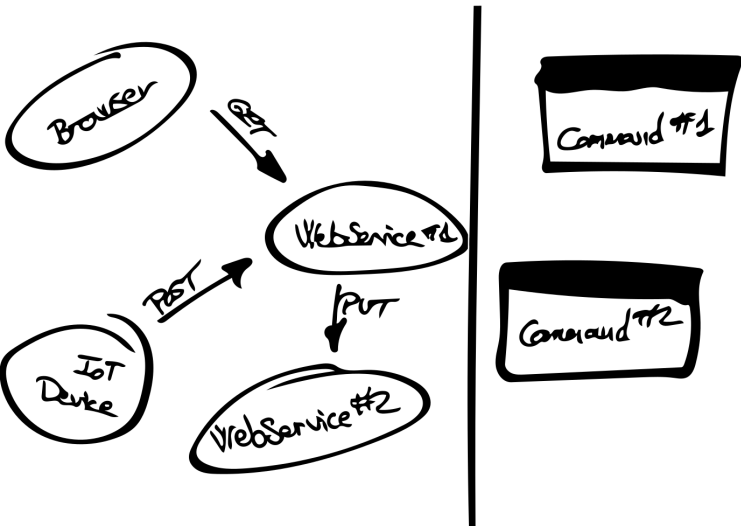 Browser
GET
WebService #1
POST
PUT
IoT
Device
WebService #2
Command #1
Command #2